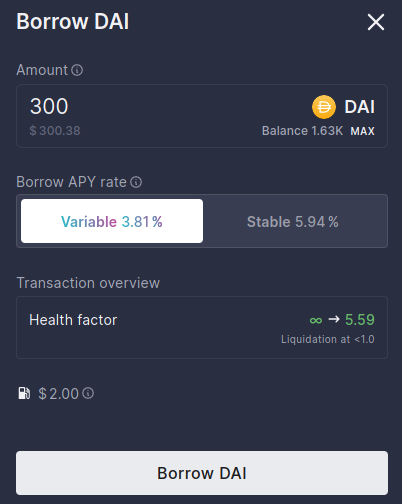 Borrow DAI
Amount
300 DAI
$ 300.38 Balance 1.63K MAX
Borrow APY rate
Variable 3.81 % Stable 5.94 %
Transaction overview
Health factor ∞ → 5.59
Liquidation at <1.0
$ 2.00
Borrow DAI